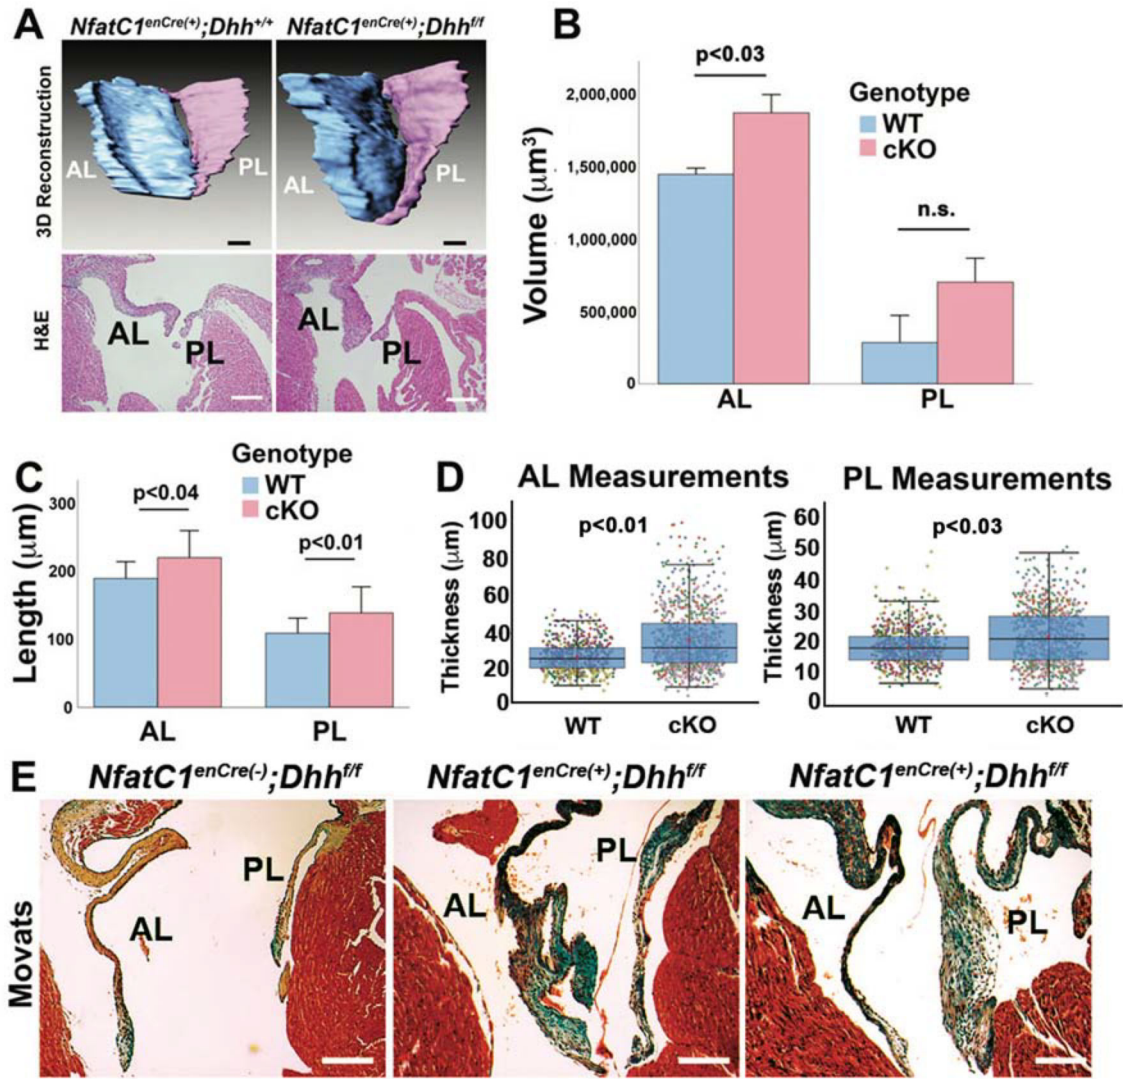 A
NfatC1enCre(+);Dhh+/+
NfatC1enCre(+);Dhhf/f
3D Reconstruction
AL
PL
AL
PL
H&E
AL
PL
AL
PL
B
Volume (μm3)
2,000,000
1,500,000
1,000,000
500,000
0
p<0.03
n.s.
Genotype
WT
cKO
AL
PL
C
Genotype
WT
cKO
Length (μm)
300
200
100
0
p<0.04
p<0.01
AL
PL
D
AL Measurements
Thickness (μm)
100
80
60
40
20
0
p<0.01
WT
cKO
PL Measurements
Thickness (μm)
60
50
40
30
20
10
0
p<0.03
WT
cKO
E
NfatC1enCre(-);Dhhf/f
NfatC1enCre(+);Dhhf/f
NfatC1enCre(+);Dhhf/f
Movats
AL
PL
AL
PL
AL
PL